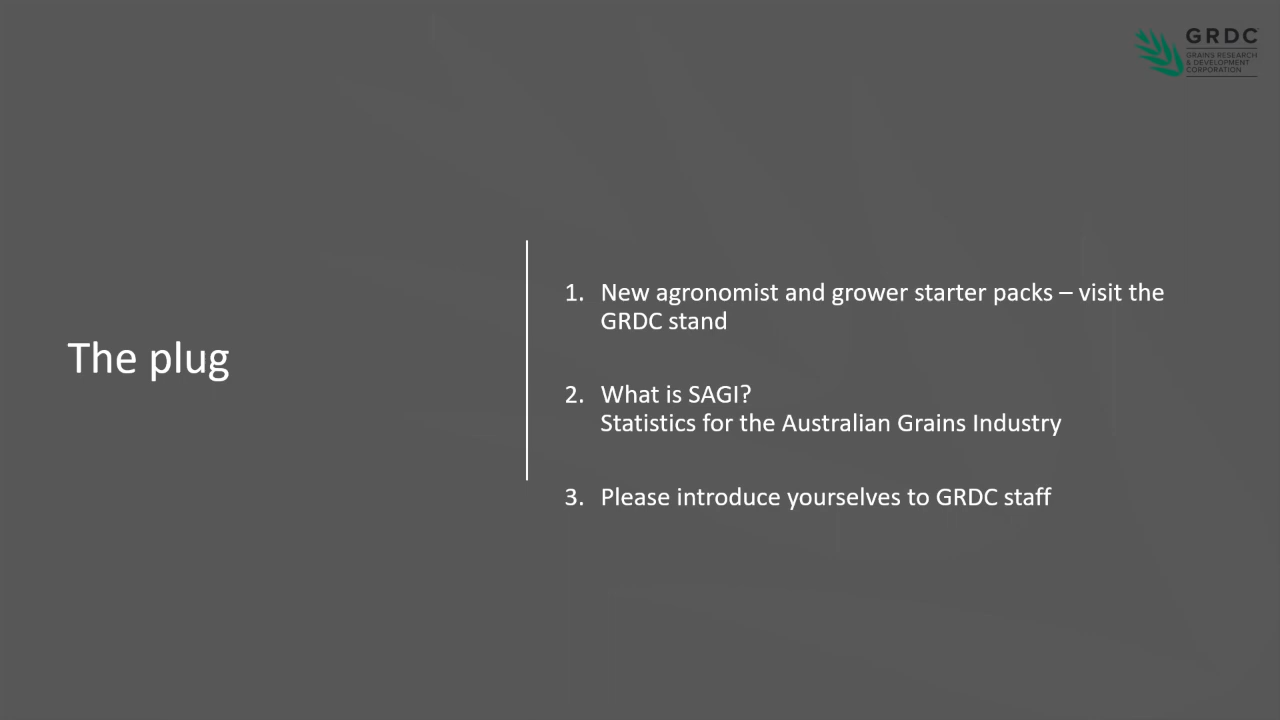 GRDC
GRAINS RESEARCH
& DEVELOPMENT
CORPORATION
The plug
1. New agronomist and grower starter packs – visit the
GRDC stand
2. What is SAGI?
Statistics for the Australian Grains Industry
3. Please introduce yourselves to GRDC staff